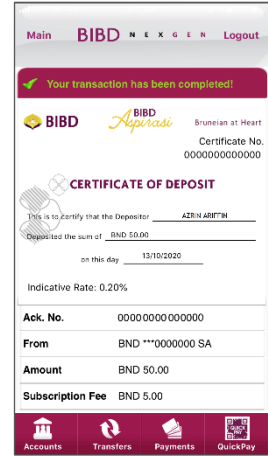 Main BIBD NEXGEN Logout
Your transaction has been completed!
BIBD BIBD Aspirasi Bruneian at Heart
Certificate No.
0000000000000
CERTIFICATE OF DEPOSIT
This is to certify that the Depositor AZRIN ARIFFIN
Deposited the sum of BND 50.00
on this day 13/10/2020
Indicative Rate: 0.20%
Ack. No. 00000000000000
From BND ***0000000 SA
Amount BND 50.00
Subscription Fee BND 5.00
QUICK PAY
Accounts Transfers Payments QuickPay